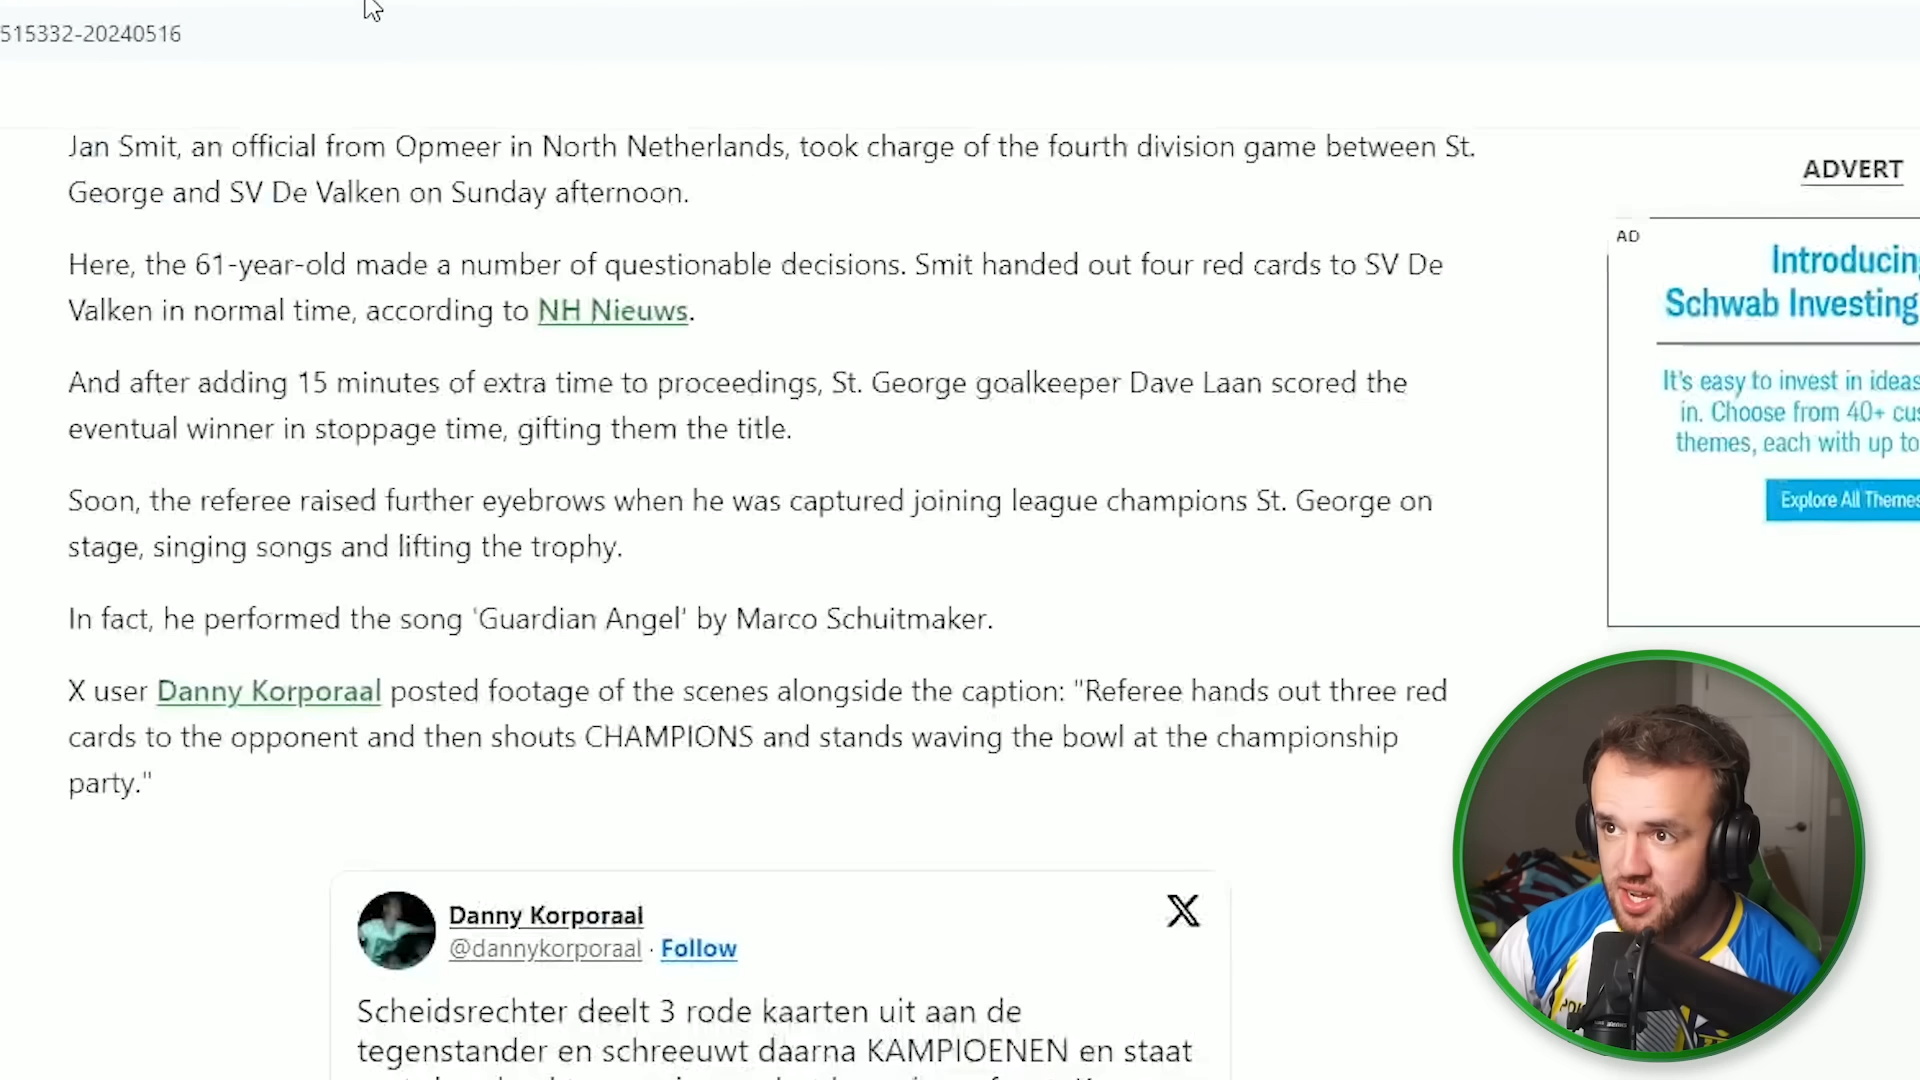 515332-20240516
Jan Smit, an official from Opmeer in North Netherlands, took charge of the fourth division game between St.
George and SV De Valken on Sunday afternoon.
Here, the 61-year-old made a number of questionable decisions. Smit handed out four red cards to SV De
Valken in normal time, according to NH Nieuws.
And after adding 15 minutes of extra time to proceedings, St. George goalkeeper Dave Laan scored the
eventual winner in stoppage time, gifting them the title.
Soon, the referee raised further eyebrows when he was captured joining league champions St. George on
stage, singing songs and lifting the trophy.
In fact, he performed the song 'Guardian Angel' by Marco Schuitmaker.
X user Danny Korporaal posted footage of the scenes alongside the caption: "Referee hands out three red
cards to the opponent and then shouts CHAMPIONS and stands waving the bowl at the championship
party."
ADVERT
AD
Introducing
Schwab Investing
It's easy to invest in ideas
in. Choose from 40+ cus
themes, each with up to
Explore All Themes
Danny Korporaal
@dannykorporaal · Follow
Scheidsrechter deelt 3 rode kaarten uit aan de
tegenstander en schreeuwt daarna KAMPIOENEN en staat